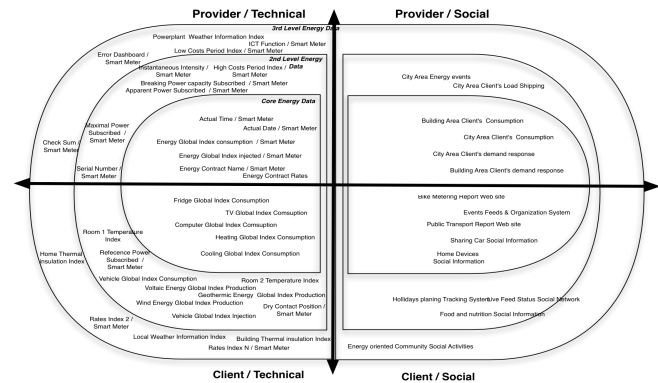 Provider / Technical
Provider / Social
3rd Level Energy Data
Powerplant Weather Information Index
ICT Function / Smart Meter
Low Costs Period Index / Smart Meter
Error Dashboard /
Smart Meter
2nd Level Energy
Data
Instantaneous Intensity /
Smart Meter
High Costs Period Index /
Smart Meter
Breaking Power capacity Subscribed / Smart Meter
Apparent Power Subscribed / Smart Meter
City Area Energy events
City Area Client's Load Shipping
Core Energy Data
Actual Time / Smart Meter
Actual Date / Smart Meter
Maximal Power
Subscribed /
Smart Meter
Check Sum /
Smart Meter
Energy Global Index consumption / Smart Meter
Energy Global Index injected / Smart Meter
Serial Number /
Smart Meter
Energy Contract Name / Smart Meter
Energy Contract Rates
Building Area Client's Consumption
City Area Client's Consumption
City Area Client's demand response
Building Area Client's demand response
Fridge Global Index Consumption
TV Global Index Comsuption
Computer Global Index Comsuption
Heating Global Index Consumption
Cooling Global Index Consumption
Bike Metering Report Web site
Events Feeds & Organization System
Public Transport Report Web site
Sharing Car Social Information
Home Devices
Social Information
Room 1 Temperature
Index
Home Thermal
Insulation Index
Refecence Power
Subscribed /
Smart Meter
Vehicle Global Index Consumption
Room 2 Temperature Index
Voltaic Energy Global Index Production
Geothermic Energy Global Index Production
Wind Energy Global Index Production
Dry Contact Position /
Smart Meter
Vehicle Global Index Injection
Rates Index 2 /
Smart Meter
Hollidays planing Tracking System
Live Feed Status Social Network
Food and nutrition Social Information
Local Weather Information Index
Building Thermal insulation Index
Rates Index N / Smart Meter
Energy oriented Community Social Activities
Client / Technical
Client / Social